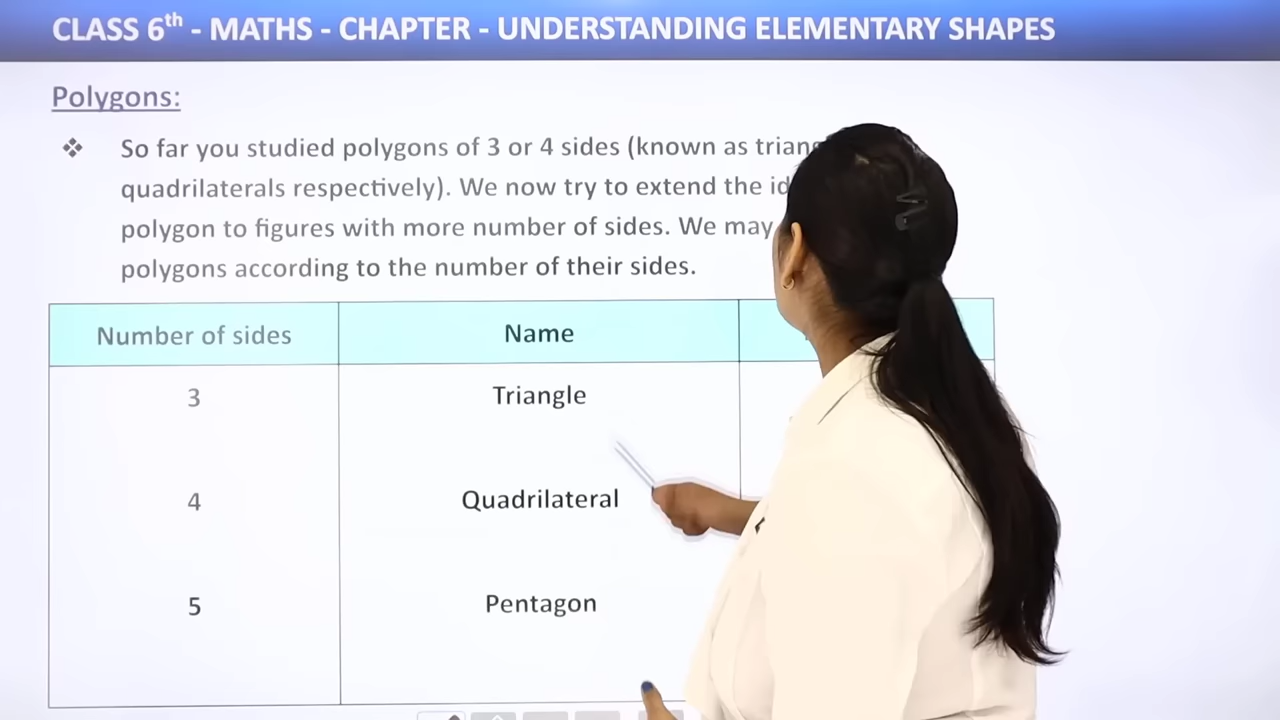 CLASS 6th - MATHS - CHAPTER - UNDERSTANDING ELEMENTARY SHAPES
Polygons:
❖ So far you studied polygons of 3 or 4 sides (known as
quadrilaterals respectively). We now try to extend the
polygon to figures with more number of sides. We may
polygons according to the number of their sides.
Number of sides Name
3 Triangle
4 Quadrilateral
5 Pentagon